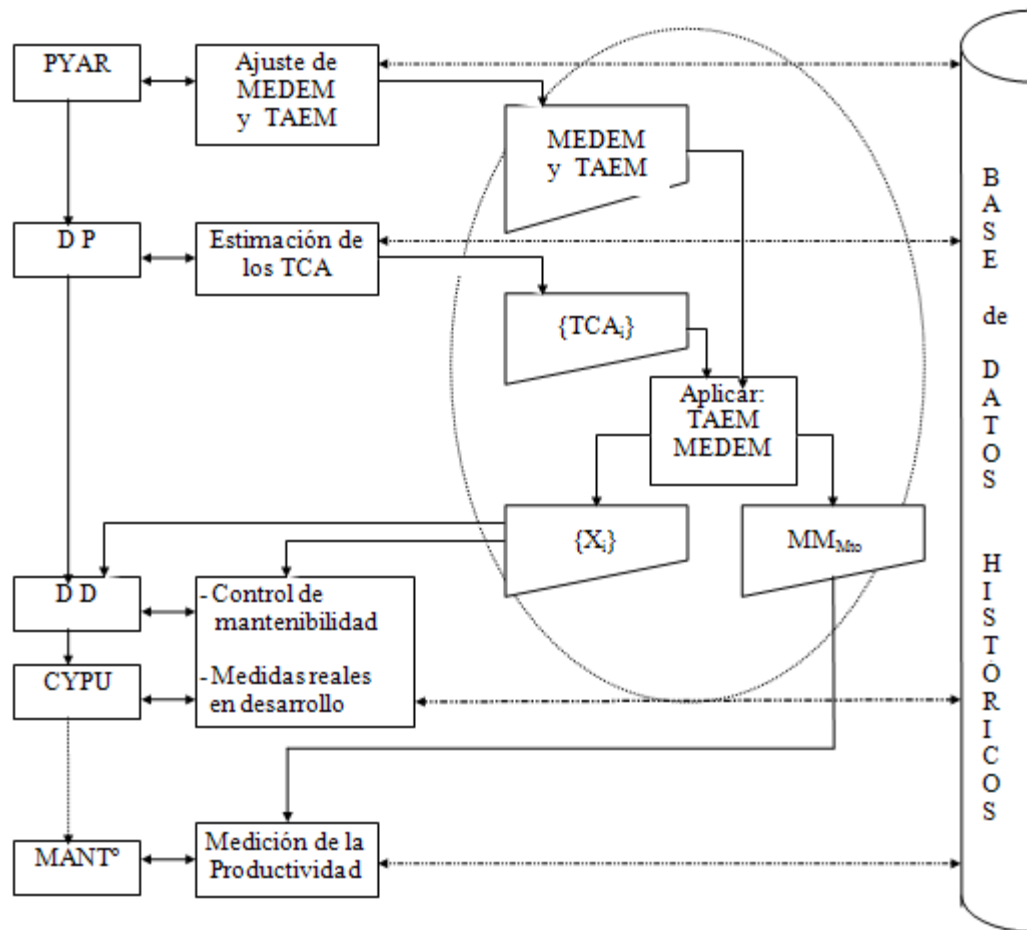 PYAR
Ajuste de
MEDEM
y TAEM
MEDEM
y TAEM
D P
Estimación de
los TCA
{TCAi}
Aplicar:
TAEM
MEDEM
{Xi}
MMMto
D D
- Control de
mantenibilidad
CYPU
- Medidas reales
en desarrollo
MANTº
Medición de la
Productividad
B
A
S
E
de
D
A
T
O
S
H
I
S
T
Ó
R
I
C
O
S